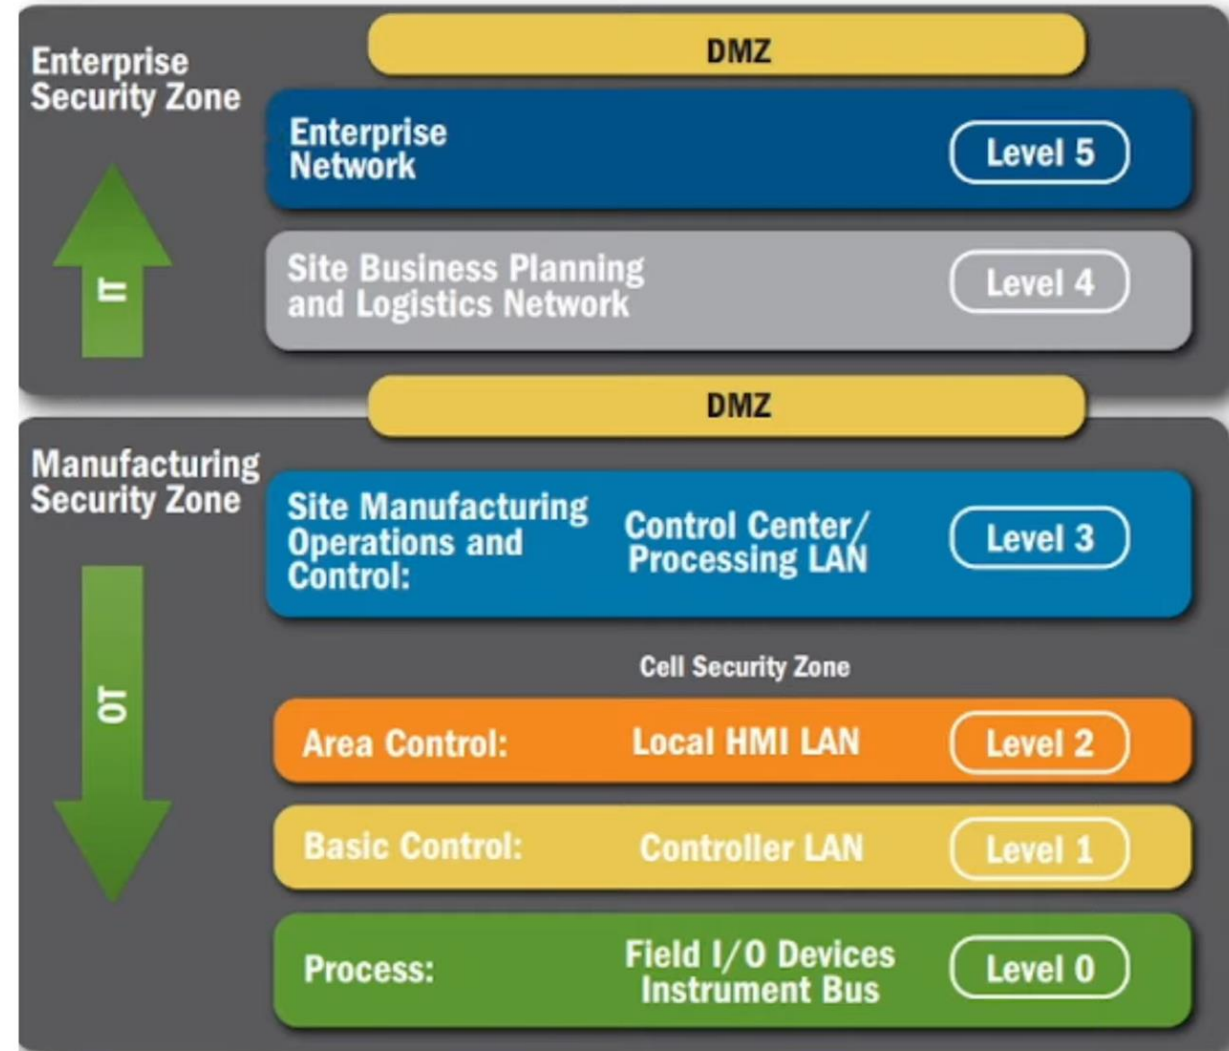 DMZ
Enterprise
Security Zone
Enterprise
Network
Level 5
IT
Site Business Planning
and Logistics Network
Level 4
DMZ
Manufacturing
Security Zone
Site Manufacturing
Operations and
Control:
Control Center/
Processing LAN
Level 3
OT
Cell Security Zone
Area Control:
Local HMI LAN
Level 2
Basic Control:
Controller LAN
Level 1
Process:
Field I/O Devices
Instrument Bus
Level 0